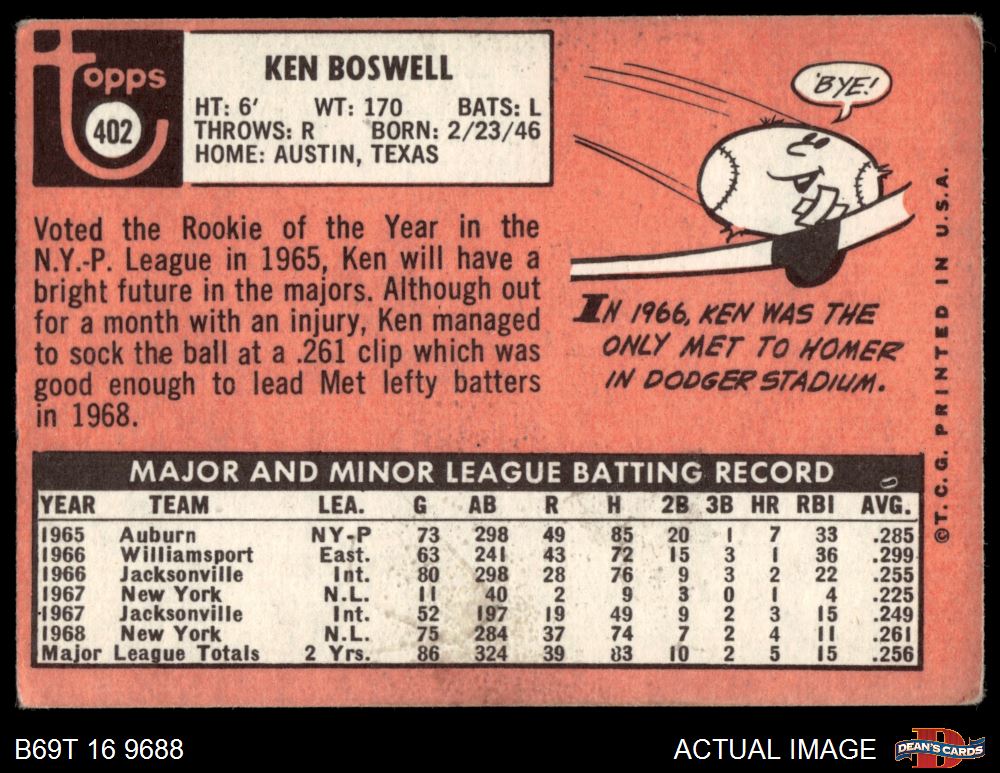 Topps
402
KEN BOSWELL
HT: 6' WT: 170 BATS: L
THROWS: R BORN: 2/23/46
HOME: AUSTIN, TEXAS
Voted the Rookie of the Year in the
N.Y.-P. League in 1965, Ken will have a
bright future in the majors. Although out
for a month with an injury, Ken managed
to sock the ball at a .261 clip which was
good enough to lead Met lefty batters
in 1968.
'BYE!
IN 1966, KEN WAS THE
ONLY MET TO HOMER
IN DODGER STADIUM.
©T.C.G. PRINTED IN U.S.A.
MAJOR AND MINOR LEAGUE BATTING RECORD
YEAR TEAM LEA. G AB R H 2B 3B HR RBI AVG.
1965 Auburn NY-P 73 298 49 85 20 1 7 33 .285
1966 Williamsport East. 63 241 43 72 15 3 1 36 .299
1966 Jacksonville Int. 80 298 28 76 9 3 2 22 .255
1967 New York N.L. 11 40 2 9 3 0 1 4 .225
1967 Jacksonville Int. 52 197 19 49 9 2 3 15 .249
1968 New York N.L. 75 284 37 74 7 2 4 11 .261
Major League Totals 2 Yrs. 86 324 39 83 10 2 5 15 .256
B69T 16 9688
ACTUAL IMAGE
D
DEAN'S CARDS